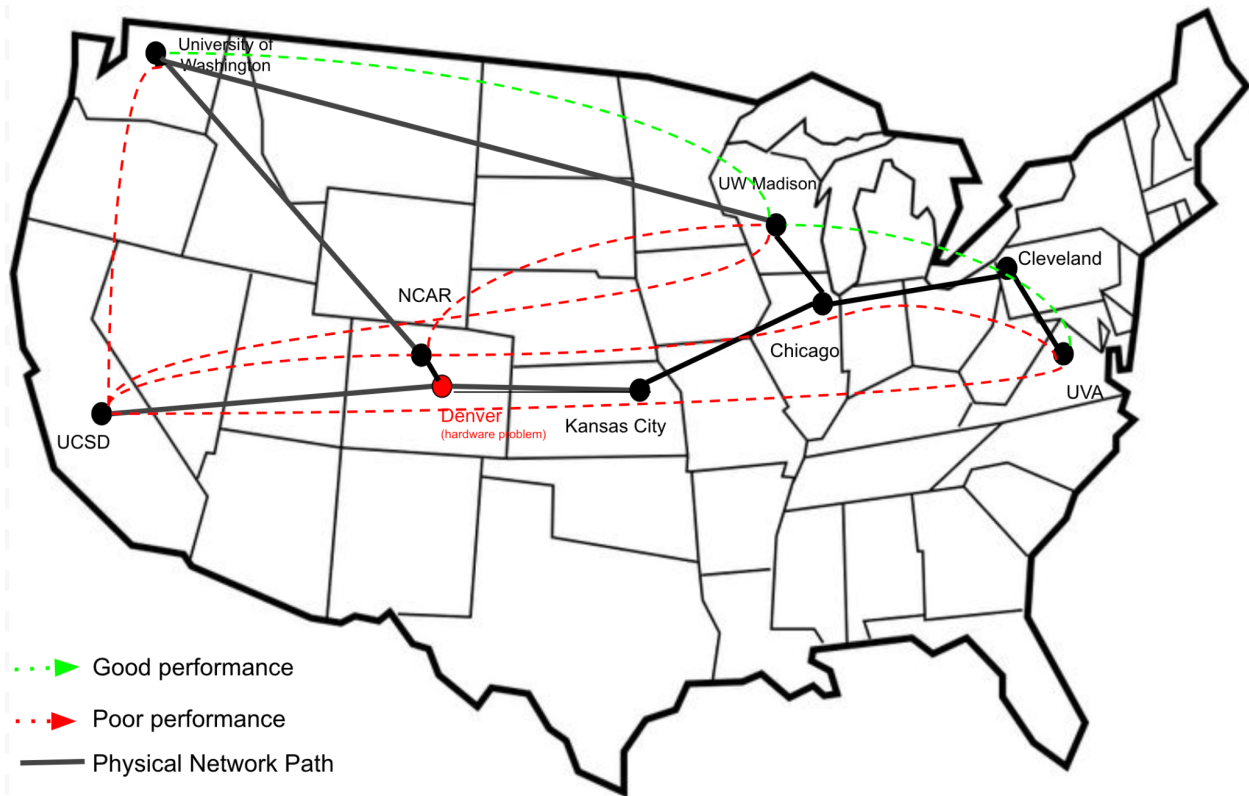 University of
Washington
UW Madison
Cleveland
NCAR
Chicago
UVA
Denver
(hardware problem)
Kansas City
UCSD
Good performance
Poor performance
Physical Network Path